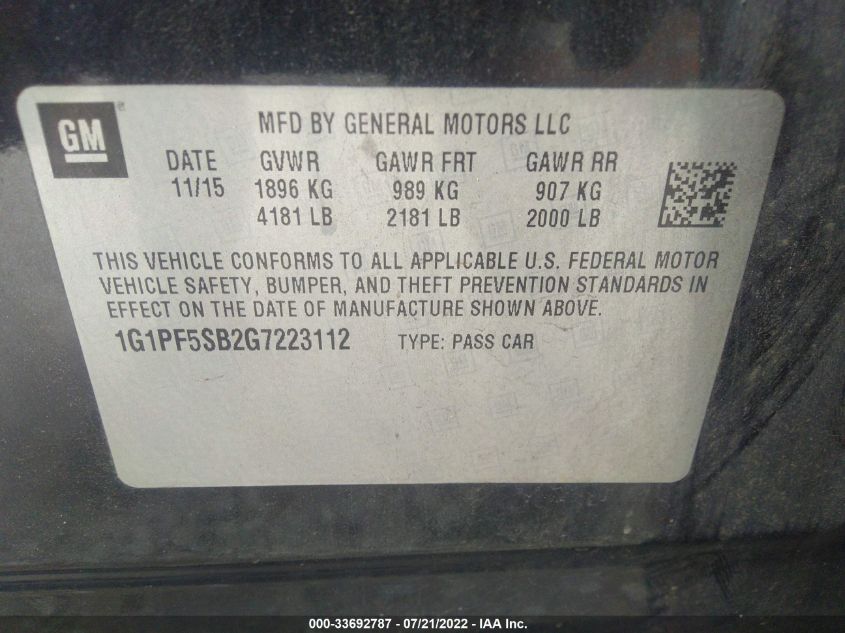 GM
MFD BY GENERAL MOTORS LLC
DATE GVWR GAWR FRT GAWR RR
11/15 1896 KG 989 KG 907 KG
4181 LB 2181 LB 2000 LB
THIS VEHICLE CONFORMS TO ALL APPLICABLE U.S. FEDERAL MOTOR
VEHICLE SAFETY, BUMPER, AND THEFT PREVENTION STANDARDS IN
EFFECT ON THE DATE OF MANUFACTURE SHOWN ABOVE.
1G1PF5SB2G7223112 TYPE: PASS CAR
000-33692787 - 07/21/2022 - IAA Inc.